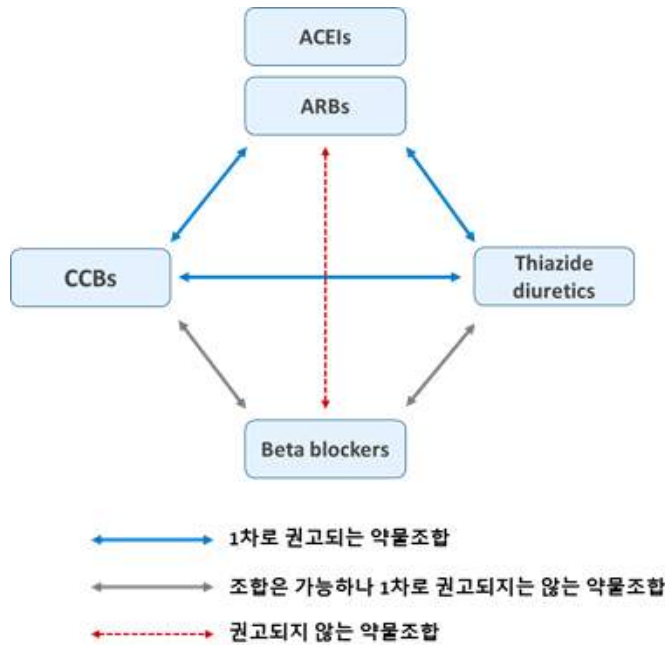 ACEIs
ARBs
CCBs
Thiazide
diuretics
Beta blockers
1차로 권고되는 약물조합
조합은 가능하나 1차로 권고되지는 않는 약물조합
권고되지 않는 약물조합